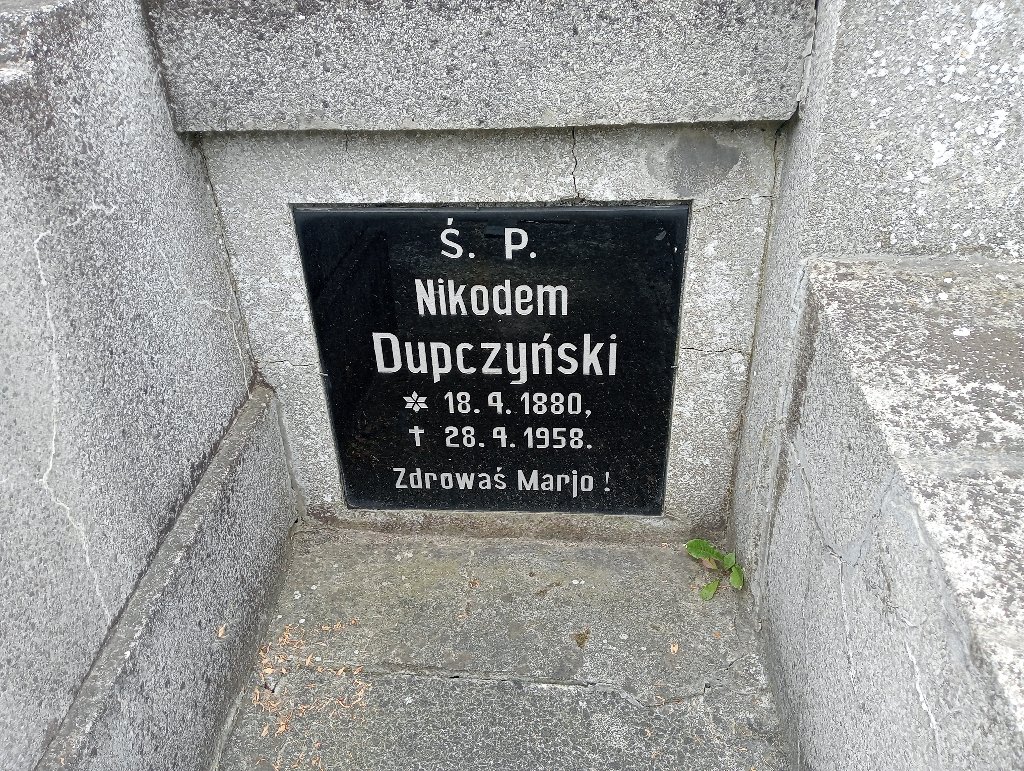 Ś. P.
Nikodem
Dupczyński
✲ 18. 4. 1880,
✝ 28. 4. 1958.
Zdrowaś Marjo !